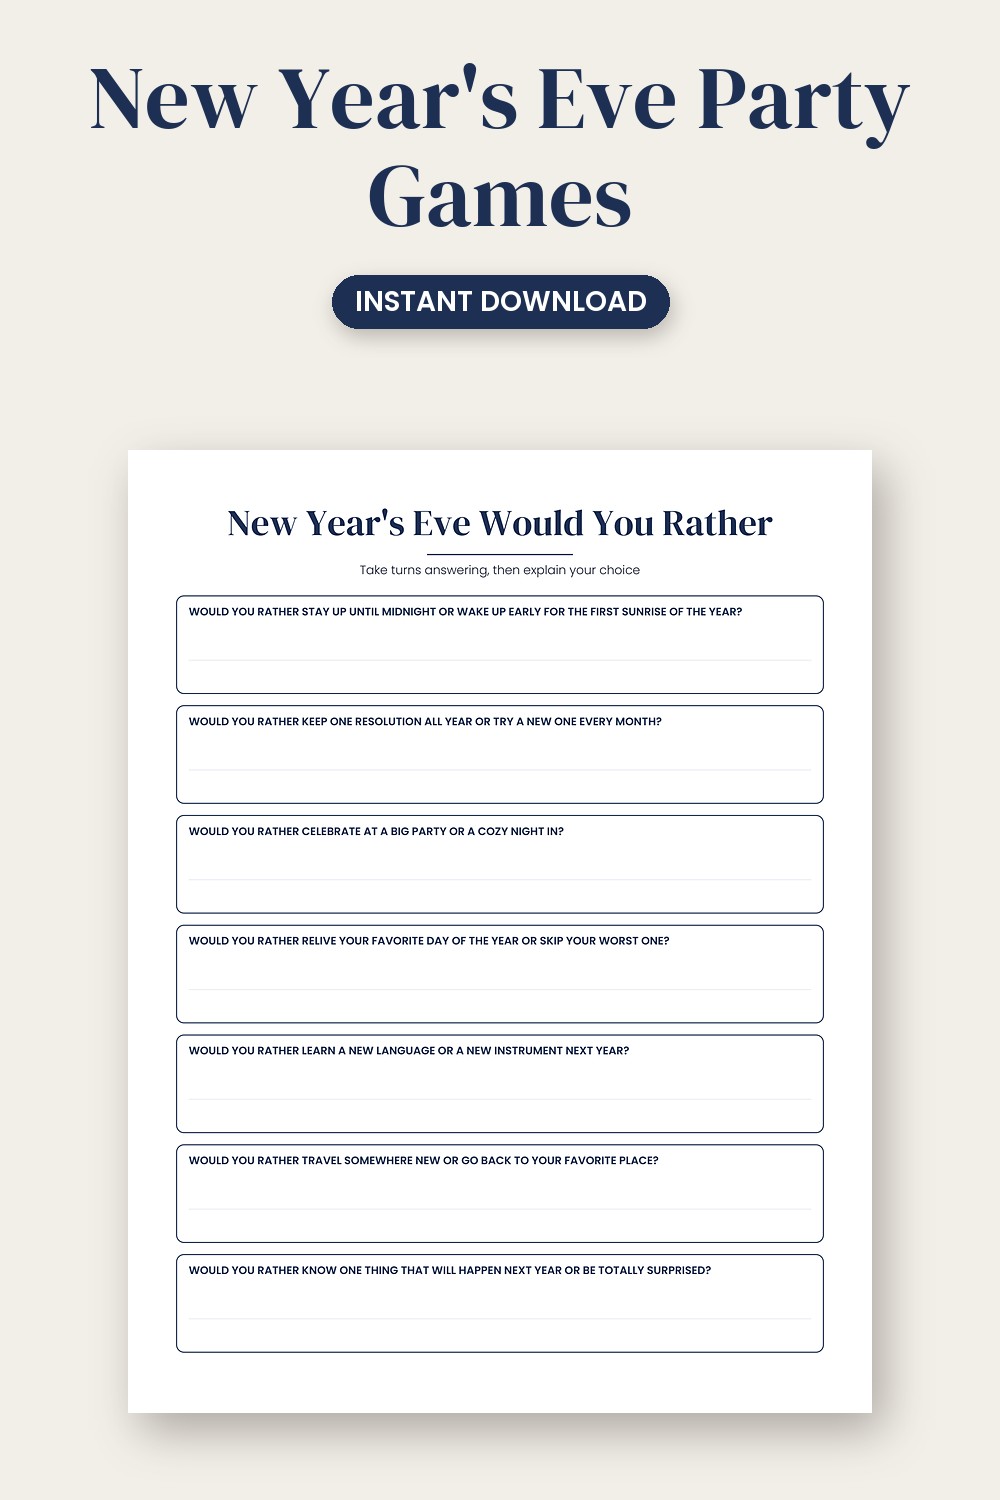 New Year's Eve Party
Games
INSTANT DOWNLOAD
New Year's Eve Would You Rather
Take turns answering, then explain your choice
WOULD YOU RATHER STAY UP UNTIL MIDNIGHT OR WAKE UP EARLY FOR THE FIRST SUNRISE OF THE YEAR?
WOULD YOU RATHER KEEP ONE RESOLUTION ALL YEAR OR TRY A NEW ONE EVERY MONTH?
WOULD YOU RATHER CELEBRATE AT A BIG PARTY OR A COZY NIGHT IN?
WOULD YOU RATHER RELIVE YOUR FAVORITE DAY OF THE YEAR OR SKIP YOUR WORST ONE?
WOULD YOU RATHER LEARN A NEW LANGUAGE OR A NEW INSTRUMENT NEXT YEAR?
WOULD YOU RATHER TRAVEL SOMEWHERE NEW OR GO BACK TO YOUR FAVORITE PLACE?
WOULD YOU RATHER KNOW ONE THING THAT WILL HAPPEN NEXT YEAR OR BE TOTALLY SURPRISED?